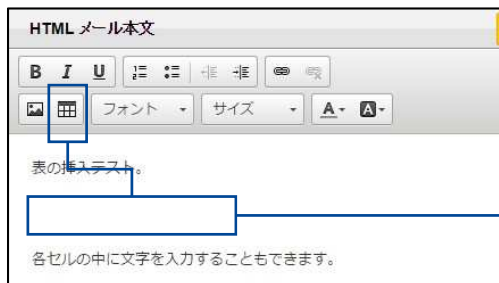 HTML メール本文
B I U
フォント サイズ A A
表の挿入テスト。
各セルの中に文字を入力することもできます。